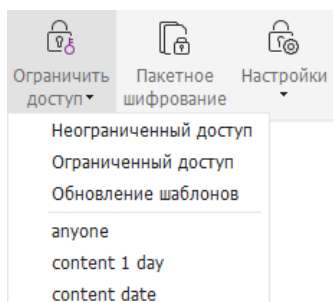 Ограничить доступ
Пакетное шифрование
Настройки
Неограниченный доступ
Ограниченный доступ
Обновление шаблонов
anyone
content 1 day
content date